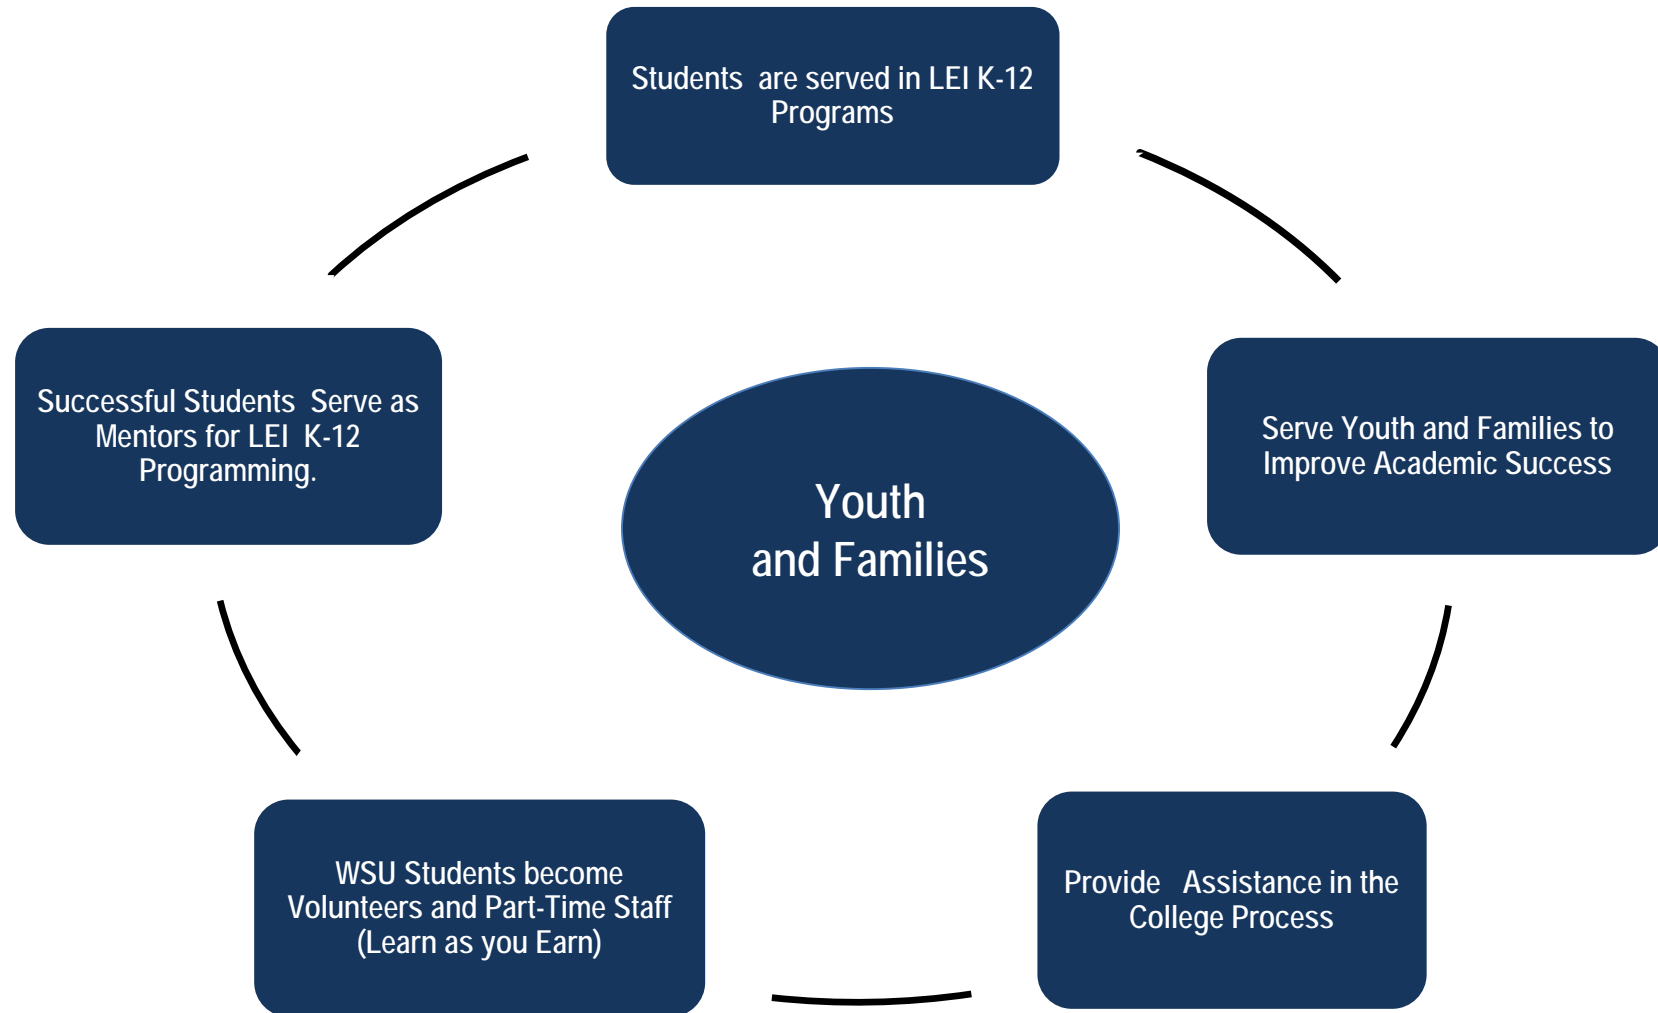 Students are served in LEI K-12
Programs
Successful Students Serve as
Mentors for LEI K-12
Programming.
Serve Youth and Families to
Improve Academic Success
Youth
and Families
WSU Students become
Volunteers and Part-Time Staff
(Learn as you Earn)
Provide Assistance in the
College Process